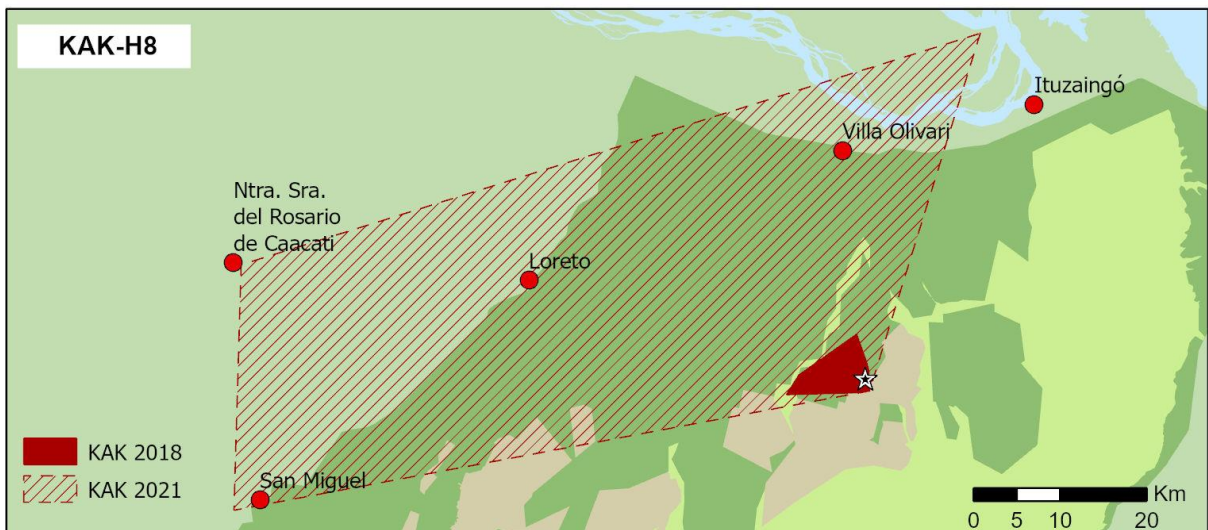 KAK-H8
Ituzaingó
Villa Olivari
Ntra. Sra.
del Rosario
de Caacati
Loreto
KAK 2018
KAK 2021
San Miguel
Km
0 5 10 20